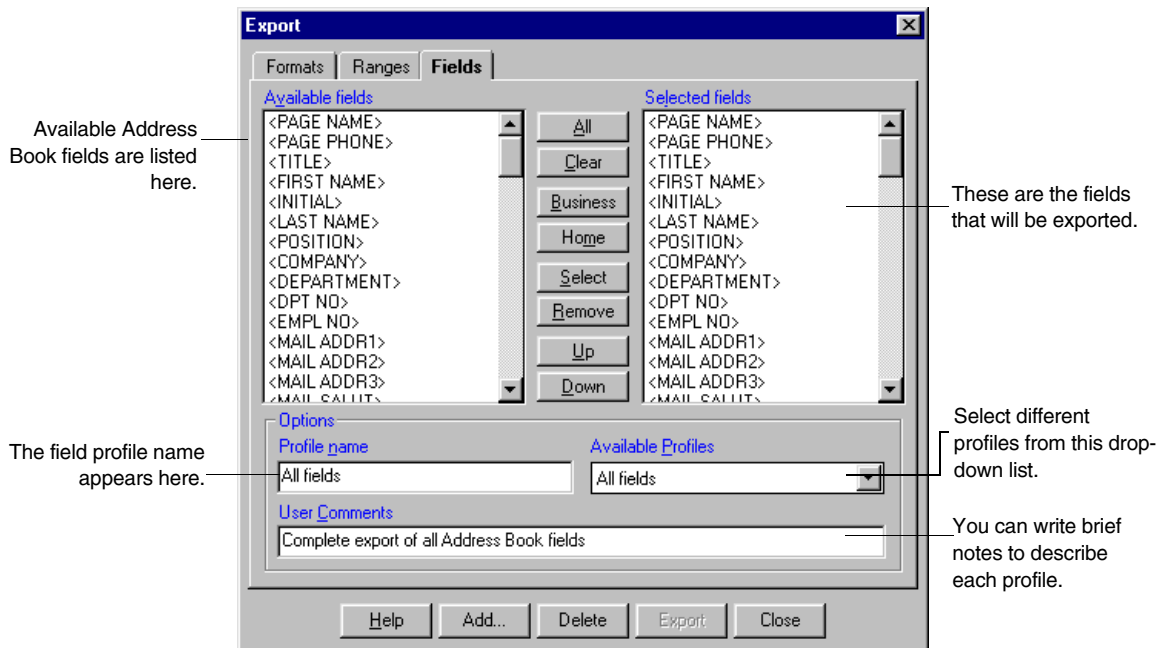 Export
Formats
Ranges
Fields
Available fields
<PAGE NAME>
<PAGE PHONE>
<TITLE>
<FIRST NAME>
<INITIAL>
<LAST NAME>
<POSITION>
<COMPANY>
<DEPARTMENT>
<DPT NO>
<EMPL NO>
<MAIL ADDR1>
<MAIL ADDR2>
<MAIL ADDR3>
<MAIL SALUT>
All
Clear
Business
Home
Select
Remove
Up
Down
Selected fields
<PAGE NAME>
<PAGE PHONE>
<TITLE>
<FIRST NAME>
<INITIAL>
<LAST NAME>
<POSITION>
<COMPANY>
<DEPARTMENT>
<DPT NO>
<EMPL NO>
<MAIL ADDR1>
<MAIL ADDR2>
<MAIL ADDR3>
<MAIL SALUT>
Options
Profile name
All fields
Available Profiles
All fields
User Comments
Complete export of all Address Book fields
Help
Add...
Delete
Export
Close
Available Address
Book fields are listed
here.
The field profile name
appears here.
These are the fields
that will be exported.
Select different
profiles from this drop-
down list.
You can write brief
notes to describe
each profile.